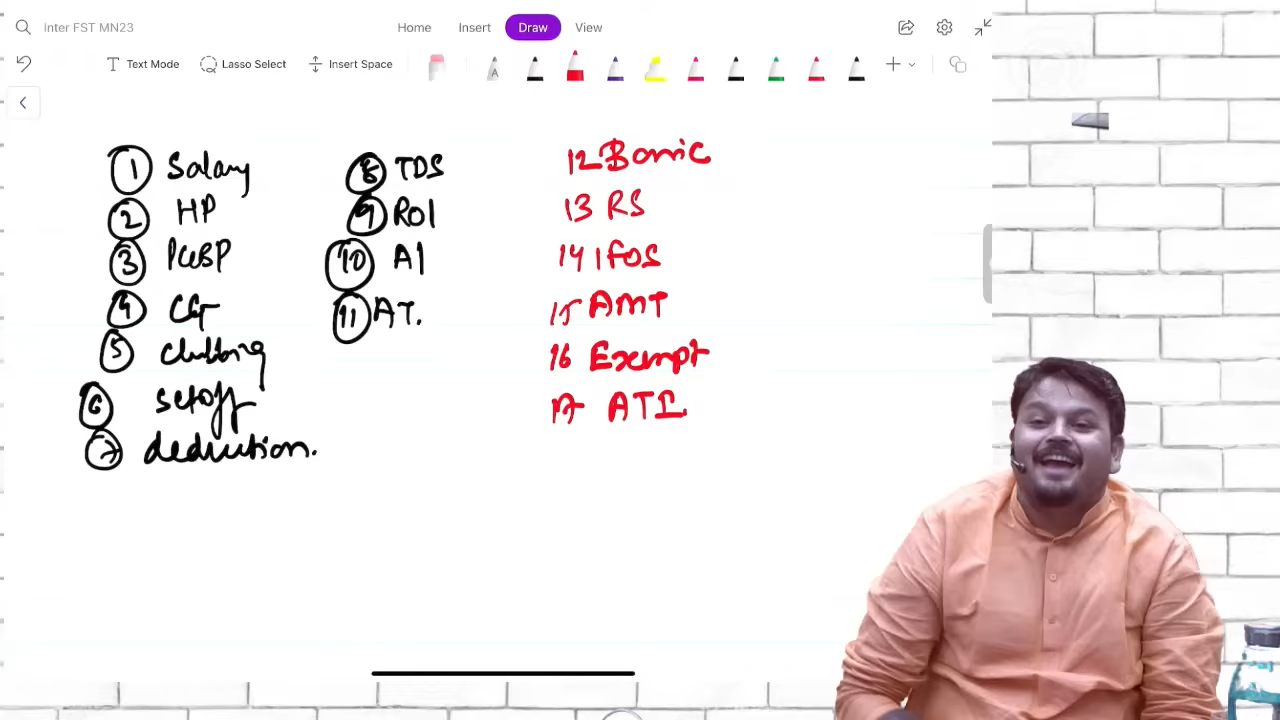 Inter FST MN23
Home Insert Draw View
Text Mode Lasso Select Insert Space
1 Salary
2 HP
3 PGBP
4 CG
5 Clubbing
6 setoff
7 deduction.
8 TDS
9 ROI
10 AI
11 AT.
12 Basic
13 RS
14 IFOS
15 AMT
16 Exempt
17 ATI.